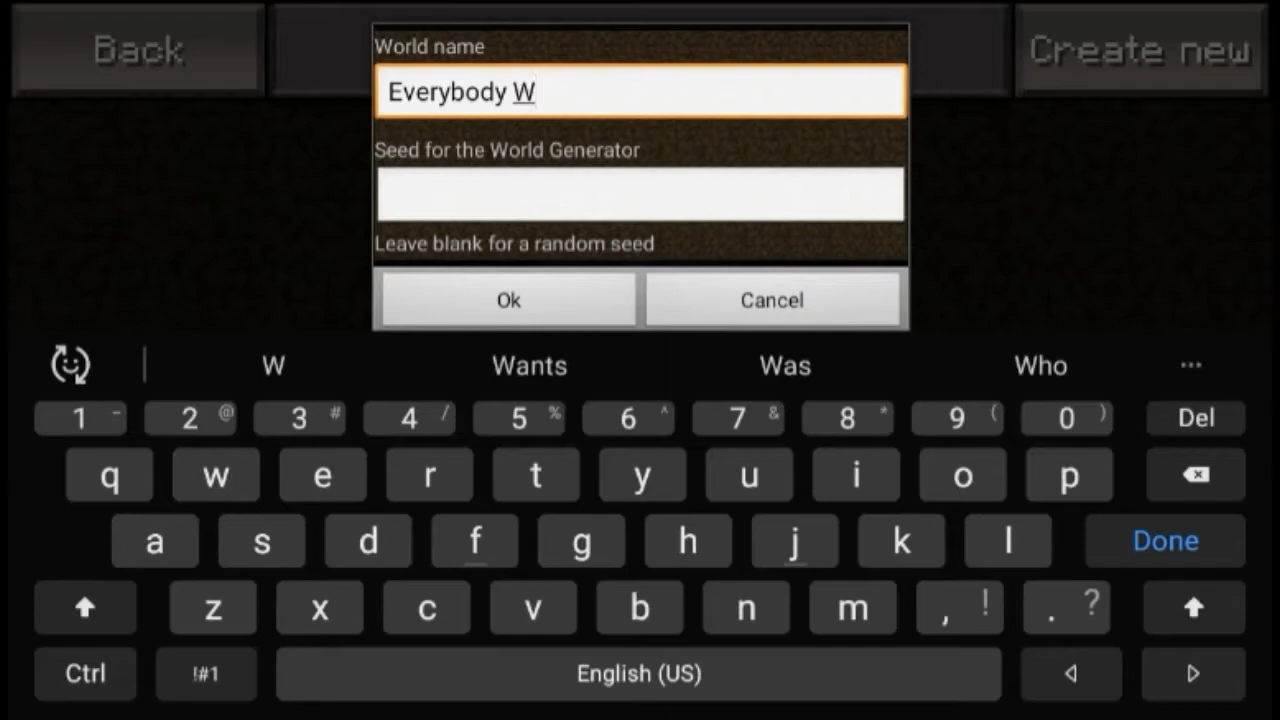 Back
Create new
World name
Everybody W
Seed for the World Generator
Leave blank for a random seed
Ok Cancel
W Wants Was Who ...
1 - 2 @ 3 # 4 / 5 % 6 ^ 7 & 8 * 9 ( 0 ) Del
q w e r t y u i o p
a s d f g h j k l Done
z x c v b n m , ! . ?
Ctrl !#1 English (US)